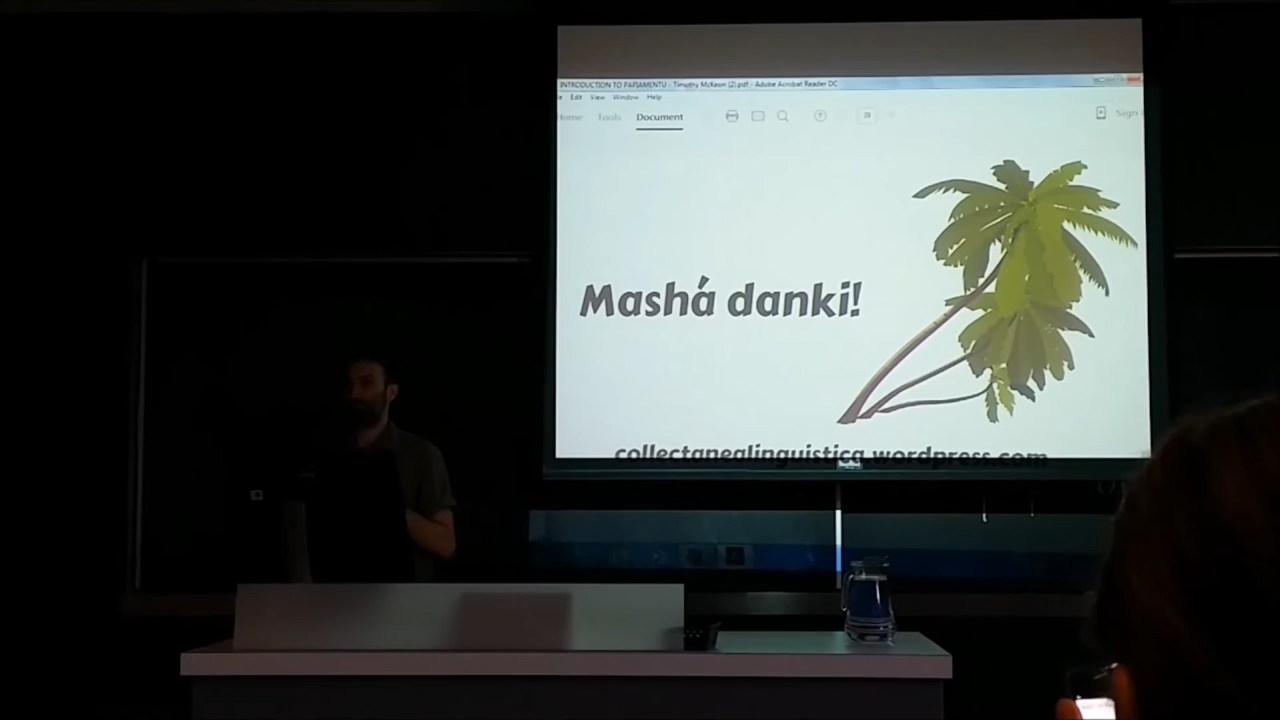 INTRODUCTION TO PAPIAMENTU - Timothy McKeon (2).pdf - Adobe Acrobat Reader DC
Edit View Window Help
Home Tools Document
Sign
Mashá danki!
collectanealinguistica.wordpress.com